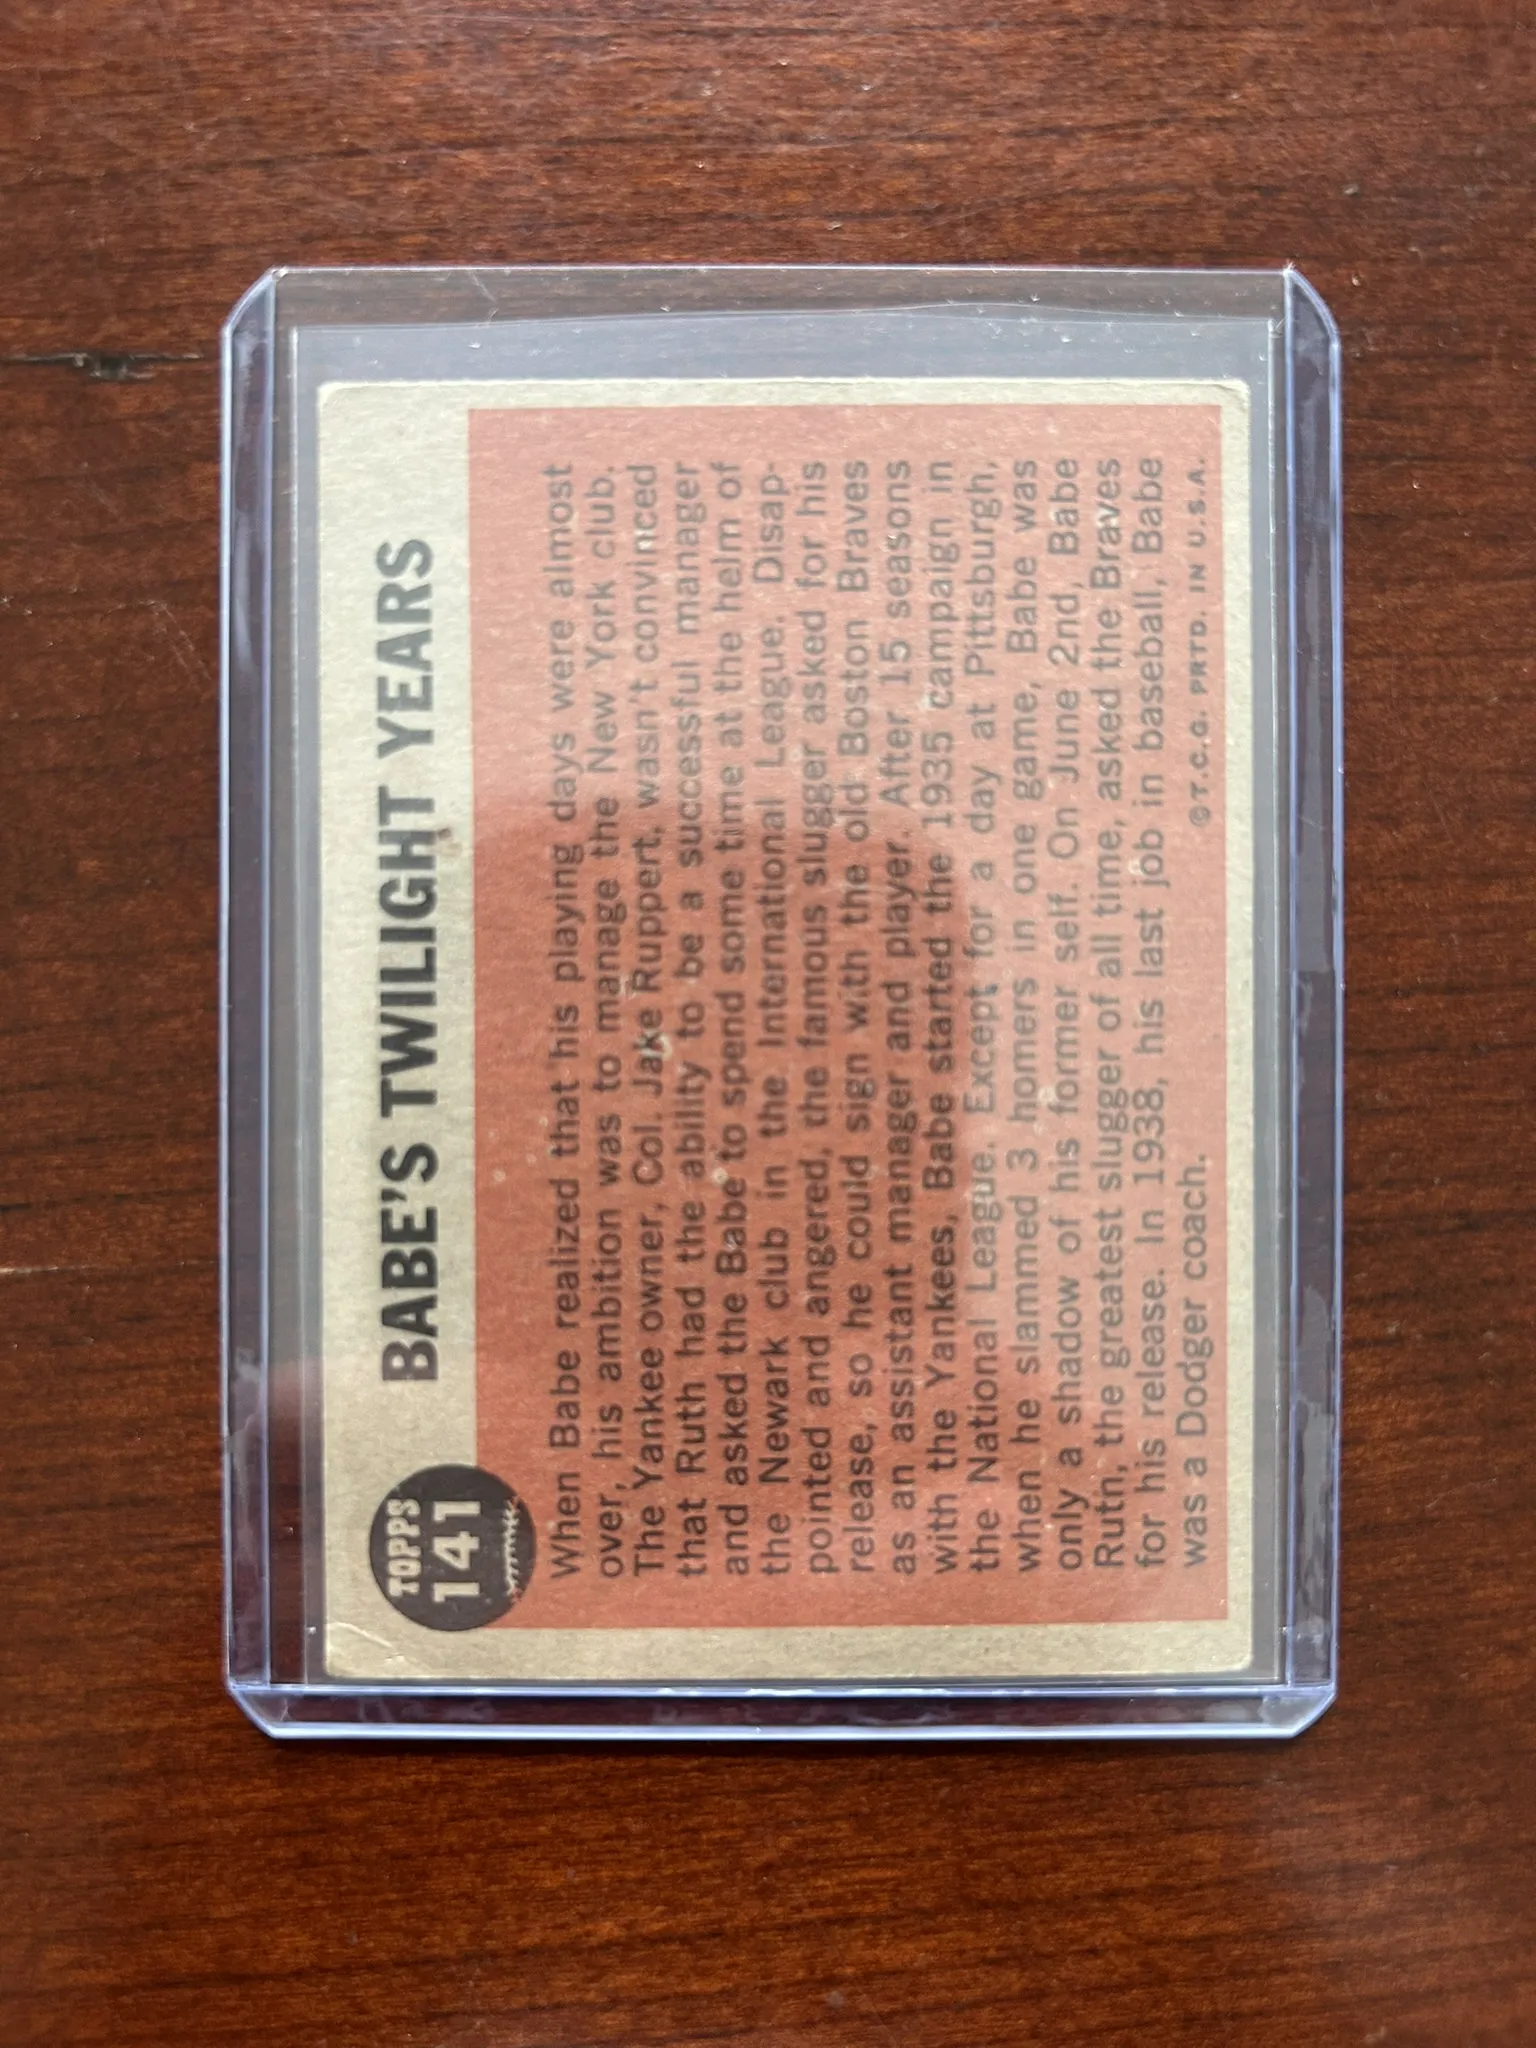 TOPPS
141
BABE'S TWILIGHT YEARS
When Babe realized that his playing days were almost
over, his ambition was to manage the New York club.
The Yankee owner, Col. Jake Ruppert, wasn't convinced
that Ruth had the ability to be a successful manager
and asked the Babe to spend some time at the helm of
the Newark club in the International League. Disap-
pointed and angered, the famous slugger asked for his
release, so he could sign with the old Boston Braves
as an assistant manager and player. After 15 seasons
with the Yankees, Babe started the 1935 campaign in
the National League. Except for a day at Pittsburgh,
when he slammed 3 homers in one game, Babe was
only a shadow of his former self. On June 2nd, Babe
Ruth, the greatest slugger of all time, asked the Braves
for his release. In 1938, his last job in baseball, Babe
was a Dodger coach.
© T.C.G. PRTD. IN U.S.A.